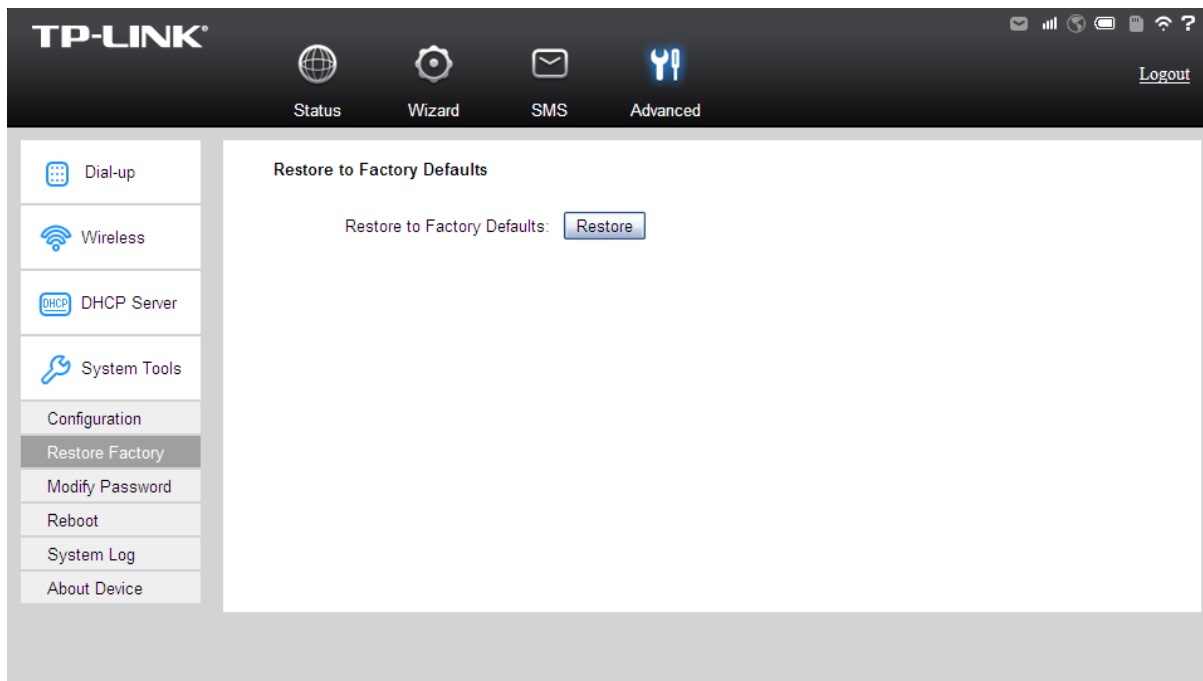 TP-LINK®
?
Logout
Status Wizard SMS Advanced
Dial-up
Wireless
DHCP DHCP Server
System Tools
Configuration
Restore Factory
Modify Password
Reboot
System Log
About Device
Restore to Factory Defaults
Restore to Factory Defaults: Restore